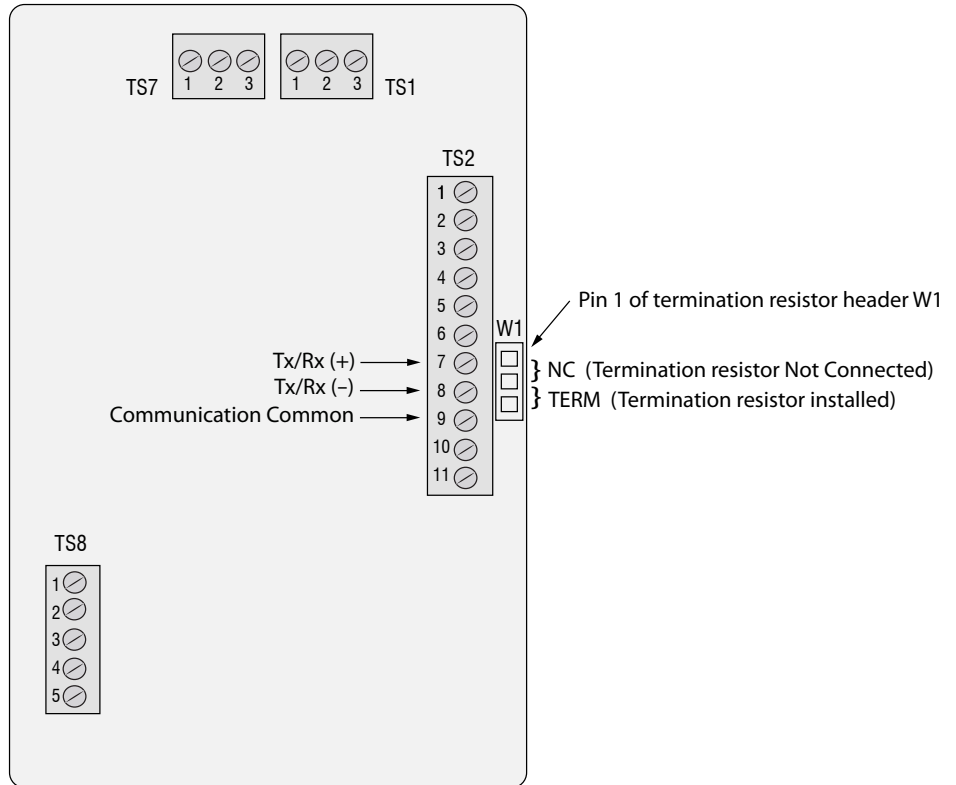 TS7
1 2 3
1 2 3
TS1
TS2
1
2
3
4
5
6
7
8
9
10
11
W1
Pin 1 of termination resistor header W1
Tx/Rx (+)
Tx/Rx (–)
Communication Common
} NC (Termination resistor Not Connected)
} TERM (Termination resistor installed)
TS8
1
2
3
4
5